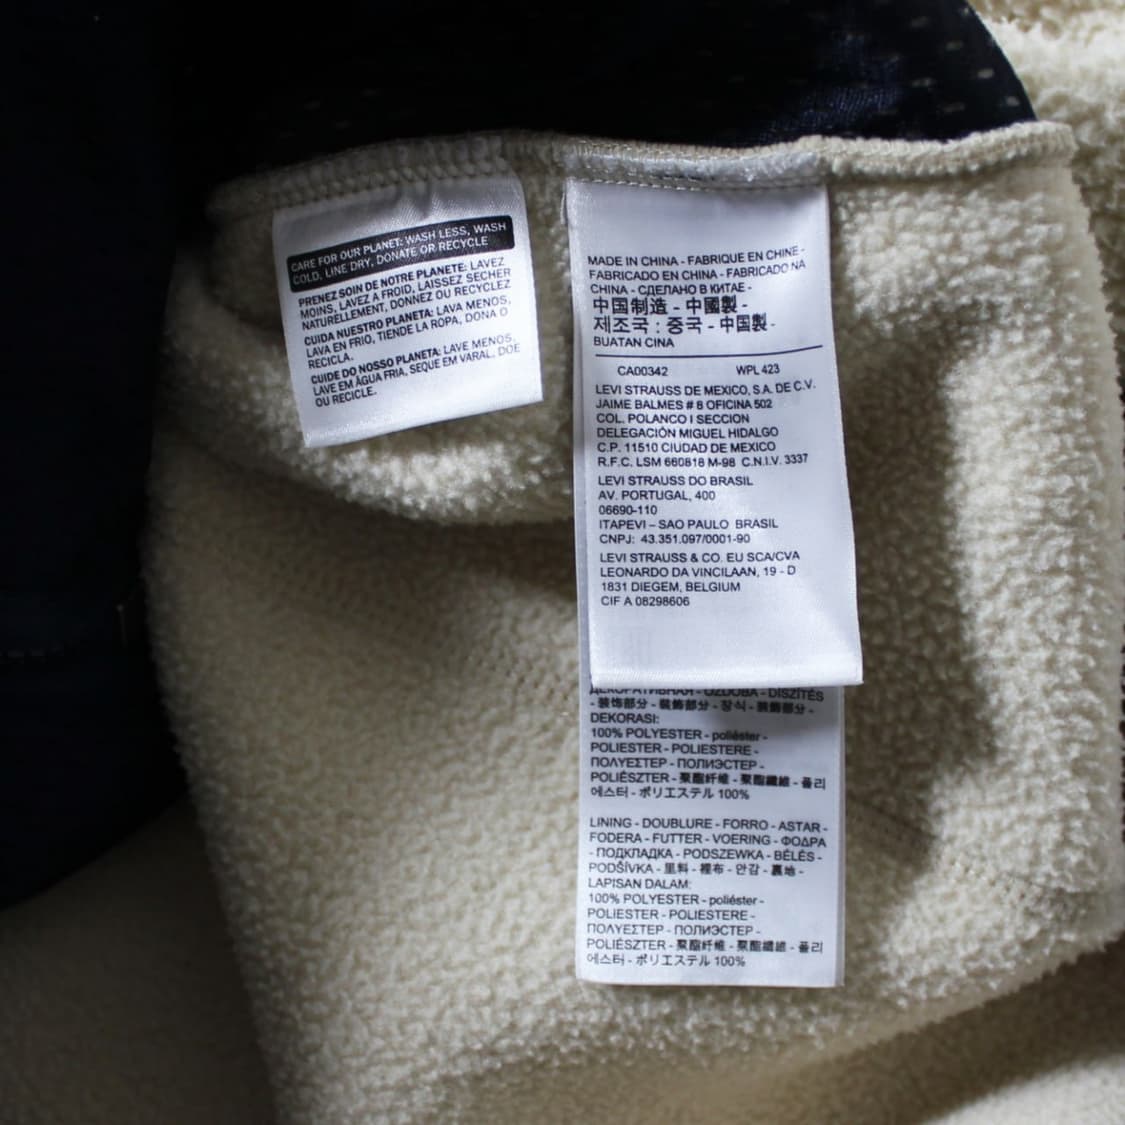 CARE FOR OUR PLANET: WASH LESS, WASH
COLD, LINE DRY, DONATE OR RECYCLE
PRENEZ SOIN DE NOTRE PLANETE: LAVEZ
MOINS, LAVEZ A FROID, LAISSEZ SECHER
NATURELLEMENT, DONNEZ OU RECYCLEZ
CUIDA NUESTRO PLANETA: LAVA MENOS,
LAVA EN FRIO, TIENDE LA ROPA, DONA O
RECICLA.
CUIDE DO NOSSO PLANETA: LAVE MENOS,
LAVE EM ÁGUA FRIA, SEQUE EM VARAL, DOE
OU RECICLE.
MADE IN CHINA - FABRIQUE EN CHINE -
FABRICADO EN CHINA - FABRICADO NA
CHINA - СДЕЛАНО В КИТАЕ -
中国制造 - 中國製 -
제조국 : 중국 - 中国製 -
BUATAN CINA
CA00342 WPL 423
LEVI STRAUSS DE MEXICO, S.A. DE C.V.
JAIME BALMES # 8 OFICINA 502
COL. POLANCO I SECCION
DELEGACIÓN MIGUEL HIDALGO
C.P. 11510 CIUDAD DE MEXICO
R.F.C. LSM 660818 M-98 C.N.I.V. 3337
LEVI STRAUSS DO BRASIL
AV. PORTUGAL, 400
06690-110
ITAPEVI – SAO PAULO BRASIL
CNPJ: 43.351.097/0001-90
LEVI STRAUSS & CO. EU SCA/CVA
LEONARDO DA VINCILAAN, 19 - D
1831 DIEGEM, BELGIUM
CIF A 08298606
ДЕКОРАТИВНАЯ - OZDOBA - DÍSZÍTÉS
- 装饰部分 - 裝飾部分 - 장식 - 装飾部分 -
DEKORASI:
100% POLYESTER - poliéster -
POLIESTER - POLIESTERE -
ΠΟΛΥΕΣΤΕΡ - ПОЛИЭСТЕР -
POLIÉSZTER - 聚酯纤维 - 聚酯纖維 - 폴리
에스터 - ポリエステル 100%
LINING - DOUBLURE - FORRO - ASTAR -
FODERA - FUTTER - VOERING - ΦΟΔΡΑ
- ПОДКЛАДКА - PODSZEWKA - BÉLÉS -
PODŠÍVKA - 里料 - 裡布 - 안감 - 裏地 -
LAPISAN DALAM:
100% POLYESTER - poliéster -
POLIESTER - POLIESTERE -
ΠΟΛΥΕΣΤΕΡ - ПОЛИЭСТЕР -
POLIÉSZTER - 聚酯纤维 - 聚酯纖維 - 폴리
에스터 - ポリエステル 100%